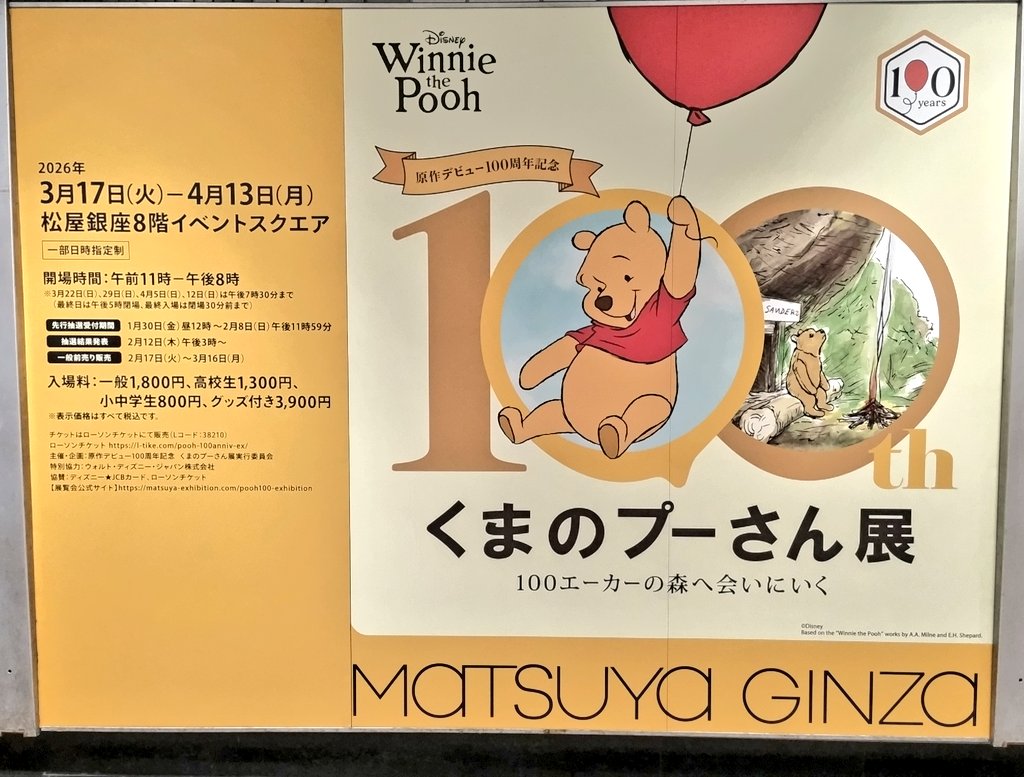 2026年
3月17日(火)－4月13日(月)
松屋銀座8階イベントスクエア
一部日時指定制
開場時間：午前11時－午後8時
※3月22日(日)、29日(日)、4月5日(日)、12日(日)は午後7時30分まで
(最終日は午後5時閉場、最終入場は閉場30分前まで)
先行抽選受付期間 1月30日(金)昼12時～2月8日(日)午後11時59分
抽選結果発表 2月12日(木)午後3時～
一般前売り販売 2月17日(火)～3月16日(月)
入場料：一般1,800円、高校生1,300円、
小中学生800円、グッズ付き3,900円
※表示価格はすべて税込です。
チケットはローソンチケットにて販売(Lコード：38210)
ローソンチケット https://l-tike.com/pooh-100anniv-ex/
主催・企画：原作デビュー100周年記念 くまのプーさん展実行委員会
特別協力：ウォルト・ディズニー・ジャパン株式会社
協賛：ディズニー★JCBカード、ローソンチケット
【展覧会公式サイト】https://matsuya-exhibition.com/pooh100-exhibition
Disney
Winnie
the
Pooh
100
years
原作デビュー100周年記念
100th
SANDERS
くまのプーさん展
100エーカーの森へ会いにいく
©Disney
Based on the "Winnie the Pooh" works by A.A. Milne and E.H. Shepard.
MATSUYA GINZA